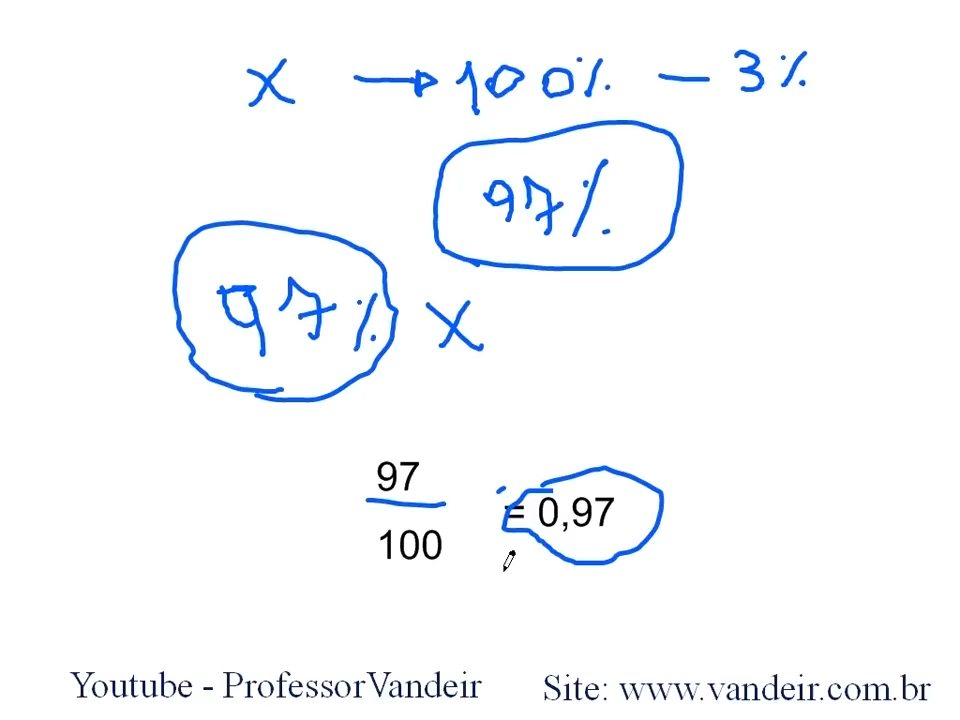 X → 100% — 3%
97%
97% X
97
100
= 0,97
Youtube - ProfessorVandeir
Site: www.vandeir.com.br